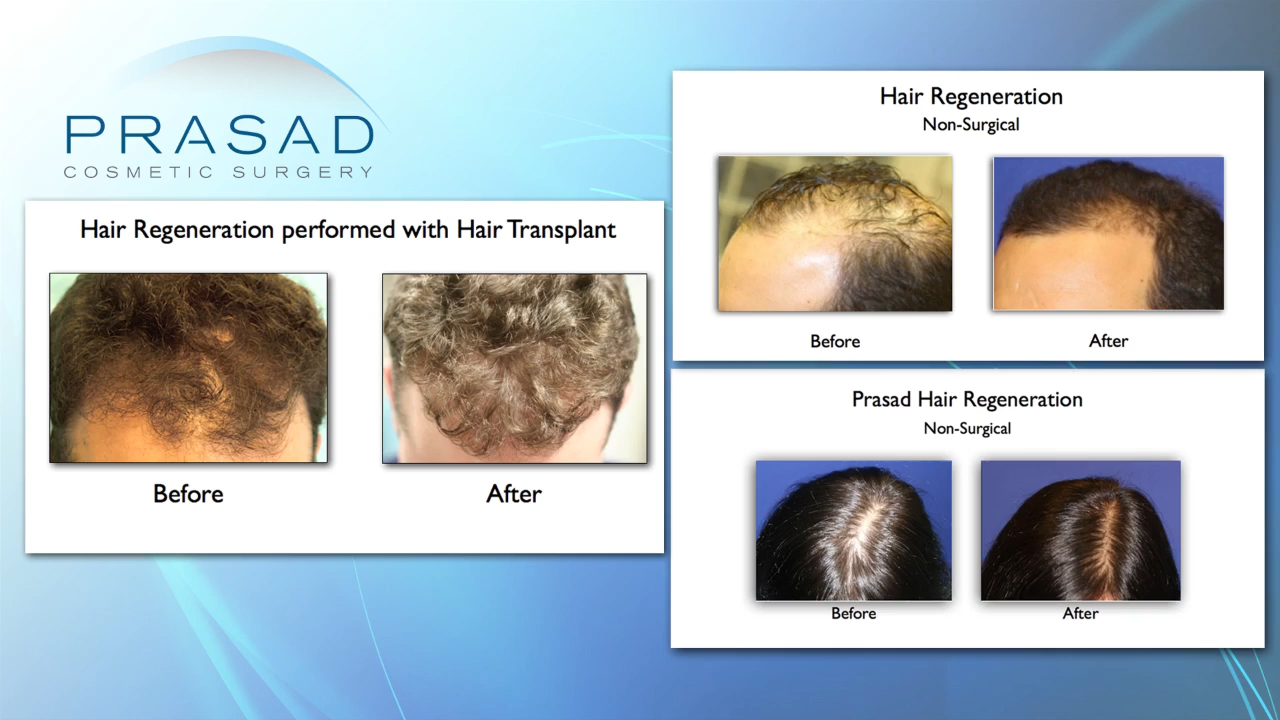 PRASAD
COSMETIC SURGERY
Hair Regeneration performed with Hair Transplant
Before
After
Hair Regeneration
Non-Surgical
Before
After
Prasad Hair Regeneration
Non-Surgical
Before
After